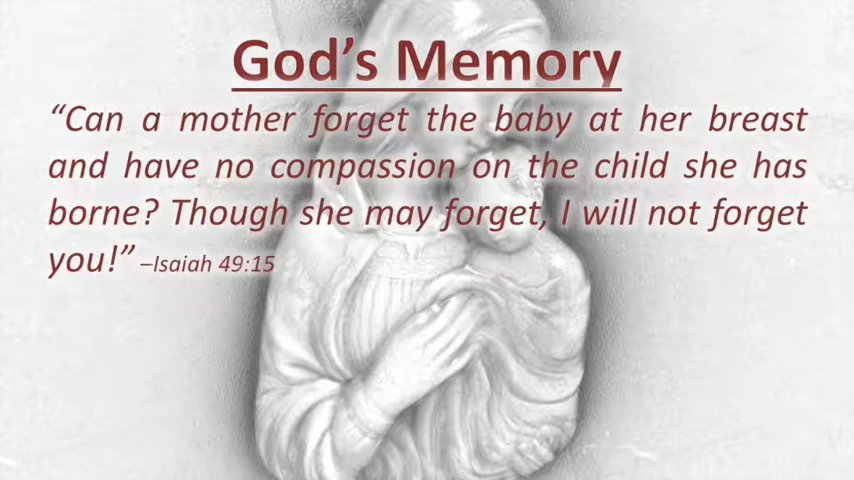 God’s Memory
“Can a mother forget the baby at her breast
and have no compassion on the child she has
borne? Though she may forget, I will not forget
you!” –Isaiah 49:15